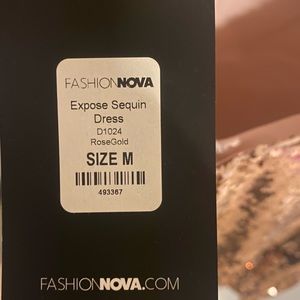 FASHIONNOVA
Expose Sequin
Dress
D1024
RoseGold
SIZE M
493367
FASHIONNOVA.COM